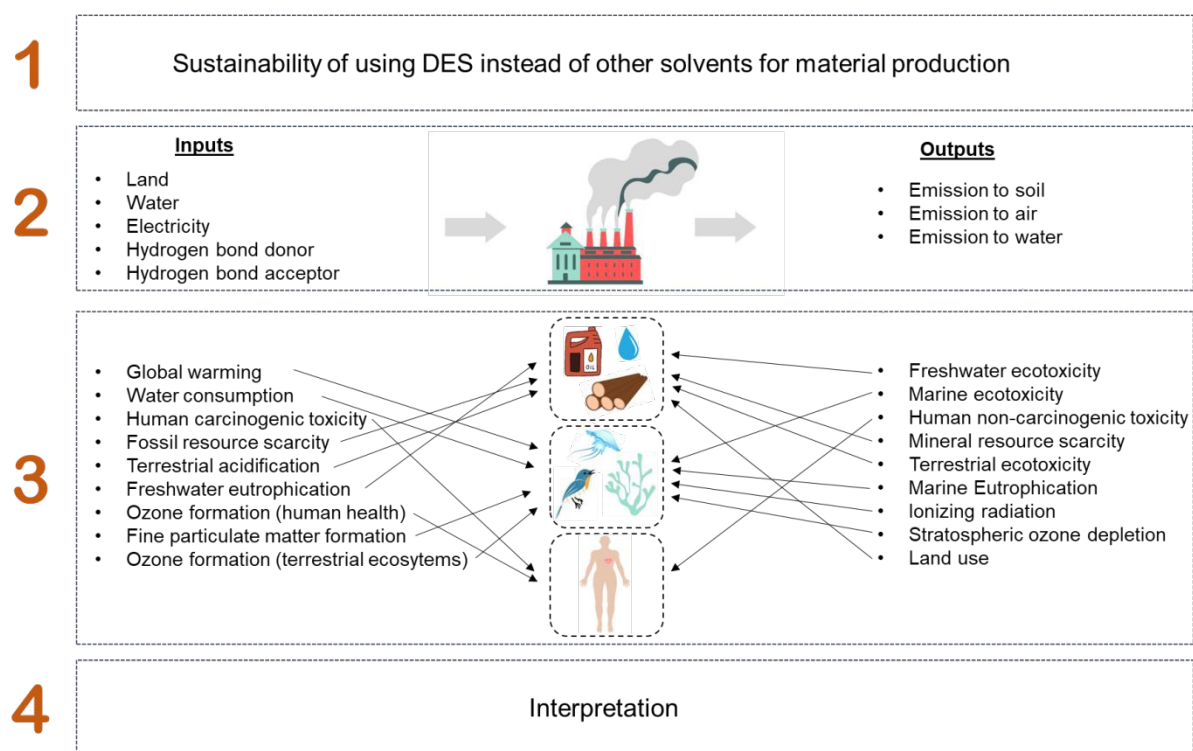 1
Sustainability of using DES instead of other solvents for material production
2
Inputs
• Land
• Water
• Electricity
• Hydrogen bond donor
• Hydrogen bond acceptor
Outputs
• Emission to soil
• Emission to air
• Emission to water
3
• Global warming
• Water consumption
• Human carcinogenic toxicity
• Fossil resource scarcity
• Terrestrial acidification
• Freshwater eutrophication
• Ozone formation (human health)
• Fine particulate matter formation
• Ozone formation (terrestrial ecosytems)
OIL
• Freshwater ecotoxicity
• Marine ecotoxicity
• Human non-carcinogenic toxicity
• Mineral resource scarcity
• Terrestrial ecotoxicity
• Marine Eutrophication
• Ionizing radiation
• Stratospheric ozone depletion
• Land use
4
Interpretation